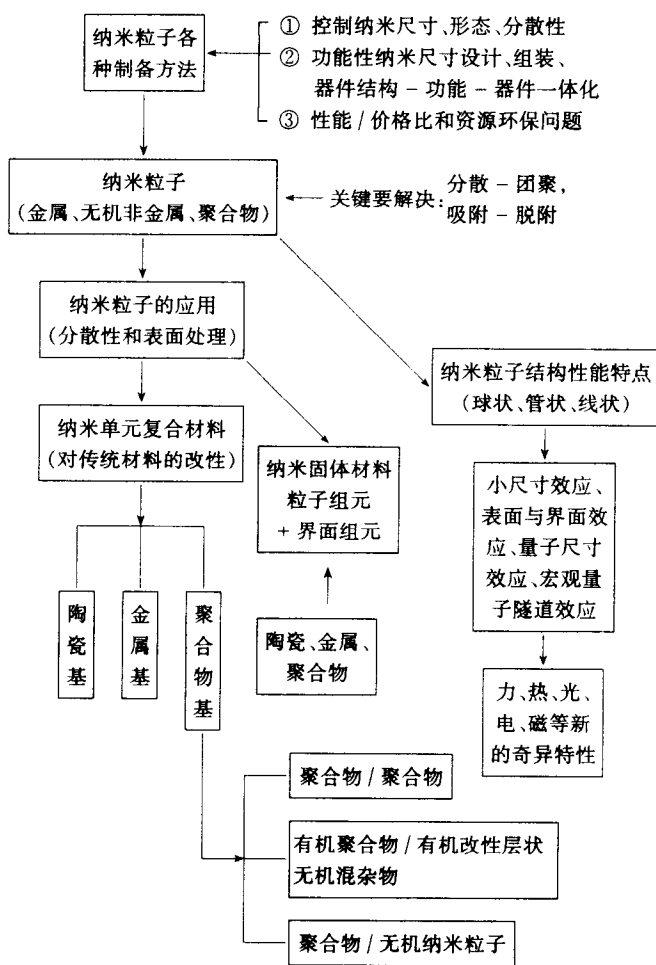 纳米粒子各
种制备方法
① 控制纳米尺寸、形态、分散性
② 功能性纳米尺寸设计、组装、
器件结构 – 功能 – 器件一体化
③ 性能 / 价格比和资源环保问题
纳米粒子
(金属、无机非金属、聚合物)
关键要解决:
分散 – 团聚,
吸附 – 脱附
纳米粒子的应用
(分散性和表面处理)
纳米粒子结构性能特点
(球状、管状、线状)
纳米单元复合材料
(对传统材料的改性)
纳米固体材料
粒子组元
+ 界面组元
小尺寸效应、
表面与界面效
应、量子尺寸
效应、宏观量
子隧道效应
陶瓷基
金属基
聚合物基
陶瓷、金属、
聚合物
力、热、光、
电、磁等新
的奇异特性
聚合物 / 聚合物
有机聚合物 / 有机改性层状
无机混杂物
聚合物 / 无机纳米粒子